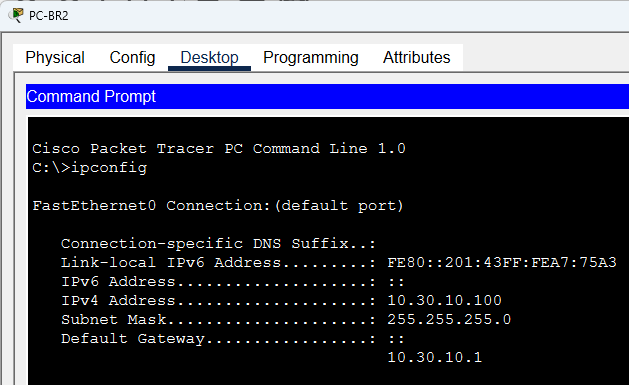 PC-BR2
Physical Config Desktop Programming Attributes
Command Prompt
Cisco Packet Tracer PC Command Line 1.0
C:\>ipconfig
FastEthernet0 Connection:(default port)
Connection-specific DNS Suffix..:
Link-local IPv6 Address.........: FE80::201:43FF:FEA7:75A3
IPv6 Address....................: ::
IPv4 Address....................: 10.30.10.100
Subnet Mask.....................: 255.255.255.0
Default Gateway.................: ::
10.30.10.1